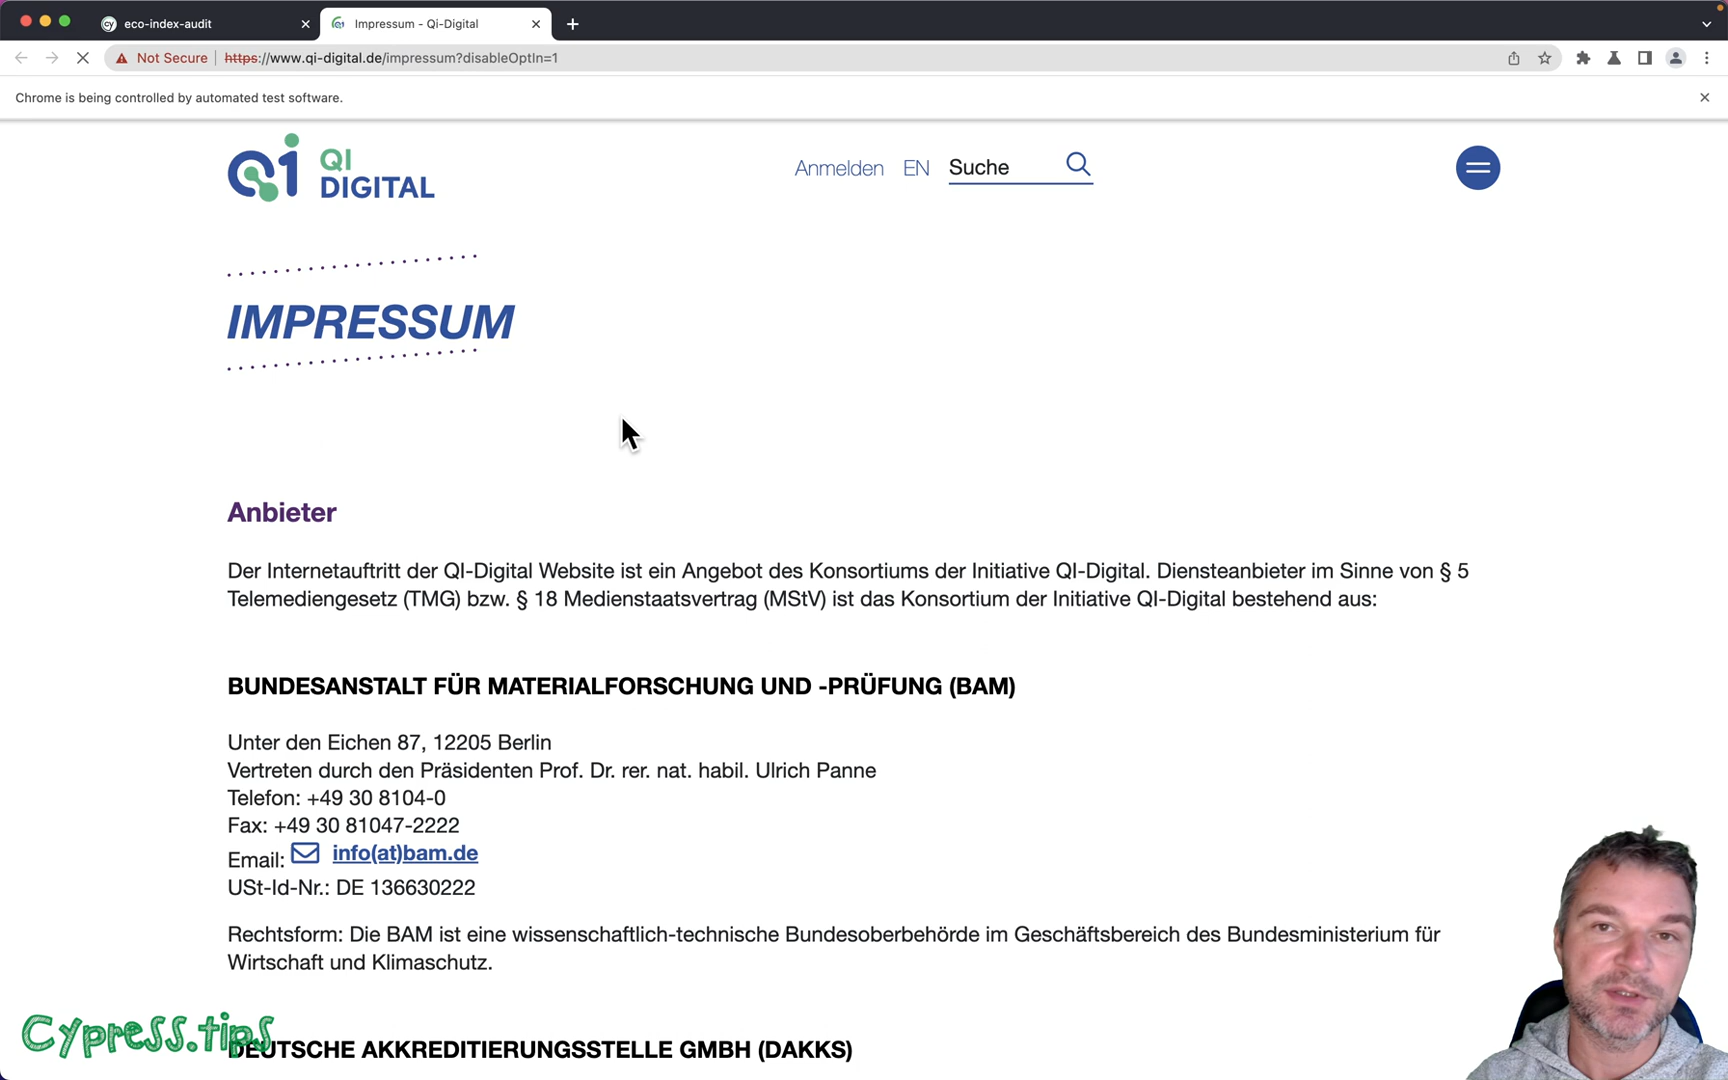 eco-index-audit
Impressum - Qi-Digital
Not Secure
https://www.qi-digital.de/impressum?disableOptIn=1
Chrome is being controlled by automated test software.
QI
DIGITAL
Anmelden
EN
Suche
IMPRESSUM
Anbieter
Der Internetauftritt der QI-Digital Website ist ein Angebot des Konsortiums der Initiative QI-Digital. Diensteanbieter im Sinne von § 5
Telemediengesetz (TMG) bzw. § 18 Medienstaatsvertrag (MStV) ist das Konsortium der Initiative QI-Digital bestehend aus:
BUNDESANSTALT FÜR MATERIALFORSCHUNG UND -PRÜFUNG (BAM)
Unter den Eichen 87, 12205 Berlin
Vertreten durch den Präsidenten Prof. Dr. rer. nat. habil. Ulrich Panne
Telefon: +49 30 8104-0
Fax: +49 30 81047-2222
Email: info(at)bam.de
USt-Id-Nr.: DE 136630222
Rechtsform: Die BAM ist eine wissenschaftlich-technische Bundesoberbehörde im Geschäftsbereich des Bundesministerium für
Wirtschaft und Klimaschutz.
Cypress.tips
DEUTSCHE AKKREDITIERUNGSSTELLE GMBH (DAKKS)